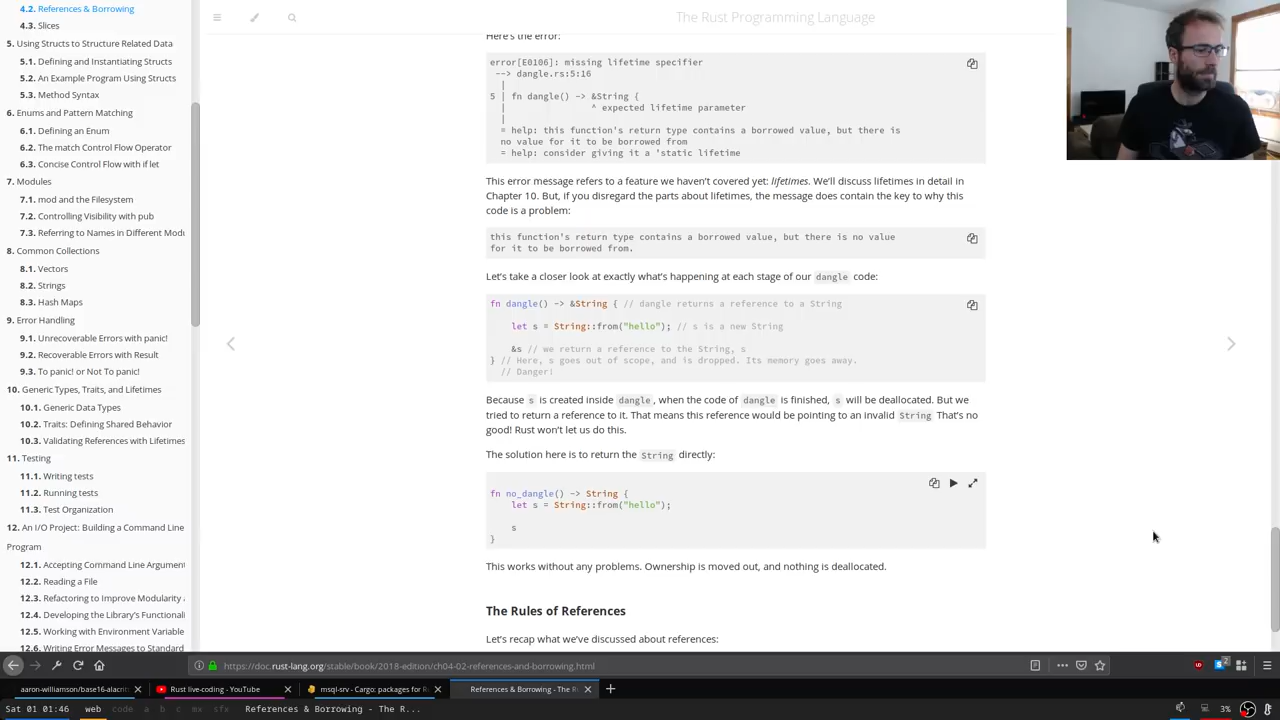 4.2. References & Borrowing
4.3. Slices
5. Using Structs to Structure Related Data
5.1. Defining and Instantiating Structs
5.2. An Example Program Using Structs
5.3. Method Syntax
6. Enums and Pattern Matching
6.1. Defining an Enum
6.2. The match Control Flow Operator
6.3. Concise Control Flow with if let
7. Modules
7.1. mod and the Filesystem
7.2. Controlling Visibility with pub
7.3. Referring to Names in Different Modu
8. Common Collections
8.1. Vectors
8.2. Strings
8.3. Hash Maps
9. Error Handling
9.1. Unrecoverable Errors with panic!
9.2. Recoverable Errors with Result
9.3. To panic! or Not To panic!
10. Generic Types, Traits, and Lifetimes
10.1. Generic Data Types
10.2. Traits: Defining Shared Behavior
10.3. Validating References with Lifetimes
11. Testing
11.1. Writing tests
11.2. Running tests
11.3. Test Organization
12. An I/O Project: Building a Command Line
Program
12.1. Accepting Command Line Argument
12.2. Reading a File
12.3. Refactoring to Improve Modularity a
12.4. Developing the Library's Functionali
12.5. Working with Environment Variable
12.6. Writing Error Messages to Standard
The Rust Programming Language
Here's the error:
error[E0106]: missing lifetime specifier
--> dangle.rs:5:16
|
5 | fn dangle() -> &String {
| ^ expected lifetime parameter
|
= help: this function's return type contains a borrowed value, but there is
no value for it to be borrowed from
= help: consider giving it a 'static lifetime
This error message refers to a feature we haven't covered yet: lifetimes. We'll discuss lifetimes in detail in
Chapter 10. But, if you disregard the parts about lifetimes, the message does contain the key to why this
code is a problem:
this function's return type contains a borrowed value, but there is no value
for it to be borrowed from.
Let's take a closer look at exactly what's happening at each stage of our dangle code:
fn dangle() -> &String { // dangle returns a reference to a String
let s = String::from("hello"); // s is a new String
&s // we return a reference to the String, s
} // Here, s goes out of scope, and is dropped. Its memory goes away.
// Danger!
Because s is created inside dangle, when the code of dangle is finished, s will be deallocated. But we
tried to return a reference to it. That means this reference would be pointing to an invalid String That's no
good! Rust won't let us do this.
The solution here is to return the String directly:
fn no_dangle() -> String {
let s = String::from("hello");
s
}
This works without any problems. Ownership is moved out, and nothing is deallocated.
The Rules of References
Let's recap what we've discussed about references:
https://doc.rust-lang.org/stable/book/2018-edition/ch04-02-references-and-borrowing.html
2
aaron-williamson/base16-alacrit
Rust live-coding - YouTube
msql-srv - Cargo: packages for R
References & Borrowing - The R
Sat 01 01:46 web code a b c mx sfx References & Borrowing - The R... 3%